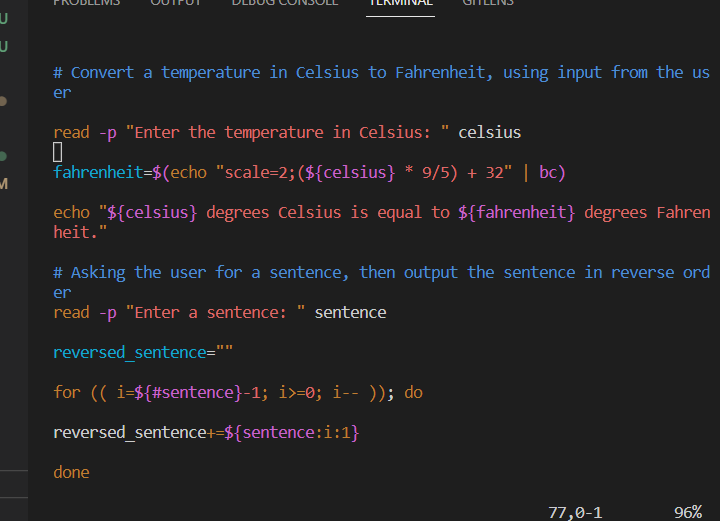 PROBLEMS OUTPUT DEBUG CONSOLE TERMINAL GITLENS
U
U
M
# Convert a temperature in Celsius to Fahrenheit, using input from the us
er
read -p "Enter the temperature in Celsius: " celsius
fahrenheit=$(echo "scale=2;(${celsius} * 9/5) + 32" | bc)
echo "${celsius} degrees Celsius is equal to ${fahrenheit} degrees Fahren
heit."
# Asking the user for a sentence, then output the sentence in reverse ord
er
read -p "Enter a sentence: " sentence
reversed_sentence=""
for (( i=${#sentence}-1; i>=0; i-- )); do
reversed_sentence+=${sentence:i:1}
done
77,0-1 96%